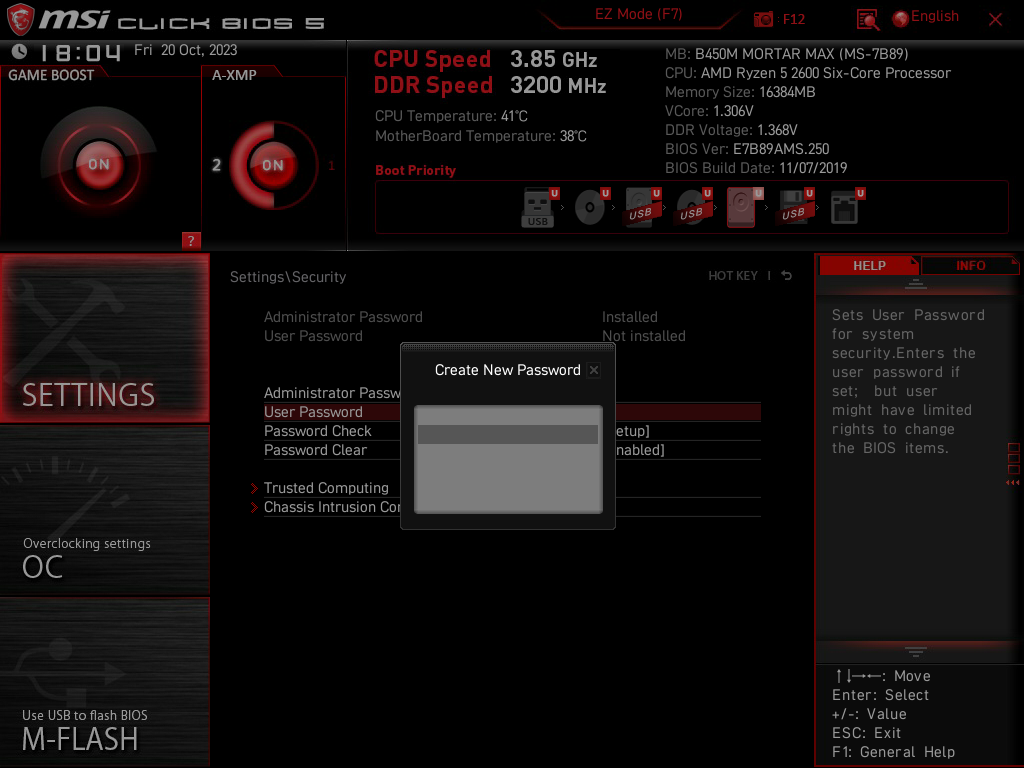 msi CLICK BIOS 5
EZ Mode (F7)
: F12
English
18:04 Fri 20 Oct, 2023
GAME BOOST
ON
?
A-XMP
2
ON
1
CPU Speed 3.85 GHz
DDR Speed 3200 MHz
CPU Temperature: 41°C
MotherBoard Temperature: 38°C
MB: B450M MORTAR MAX (MS-7B89)
CPU: AMD Ryzen 5 2600 Six-Core Processor
Memory Size: 16384MB
VCore: 1.306V
DDR Voltage: 1.368V
BIOS Ver: E7B89AMS.250
BIOS Build Date: 11/07/2019
Boot Priority
U U U U U U U
USB USB USB USB
SETTINGS
Overclocking settings
OC
Use USB to flash BIOS
M-FLASH
Settings\Security
HOT KEY |
Administrator Password Installed
User Password Not installed
Create New Password
Administrator Passw
User Password
Password Check etup]
Password Clear nabled]
Trusted Computing
Chassis Intrusion Con
HELP
INFO
Sets User Password
for system
security.Enters the
user password if
set; but user
might have limited
rights to change
the BIOS items.
↑↓→←: Move
Enter: Select
+/-: Value
ESC: Exit
F1: General Help